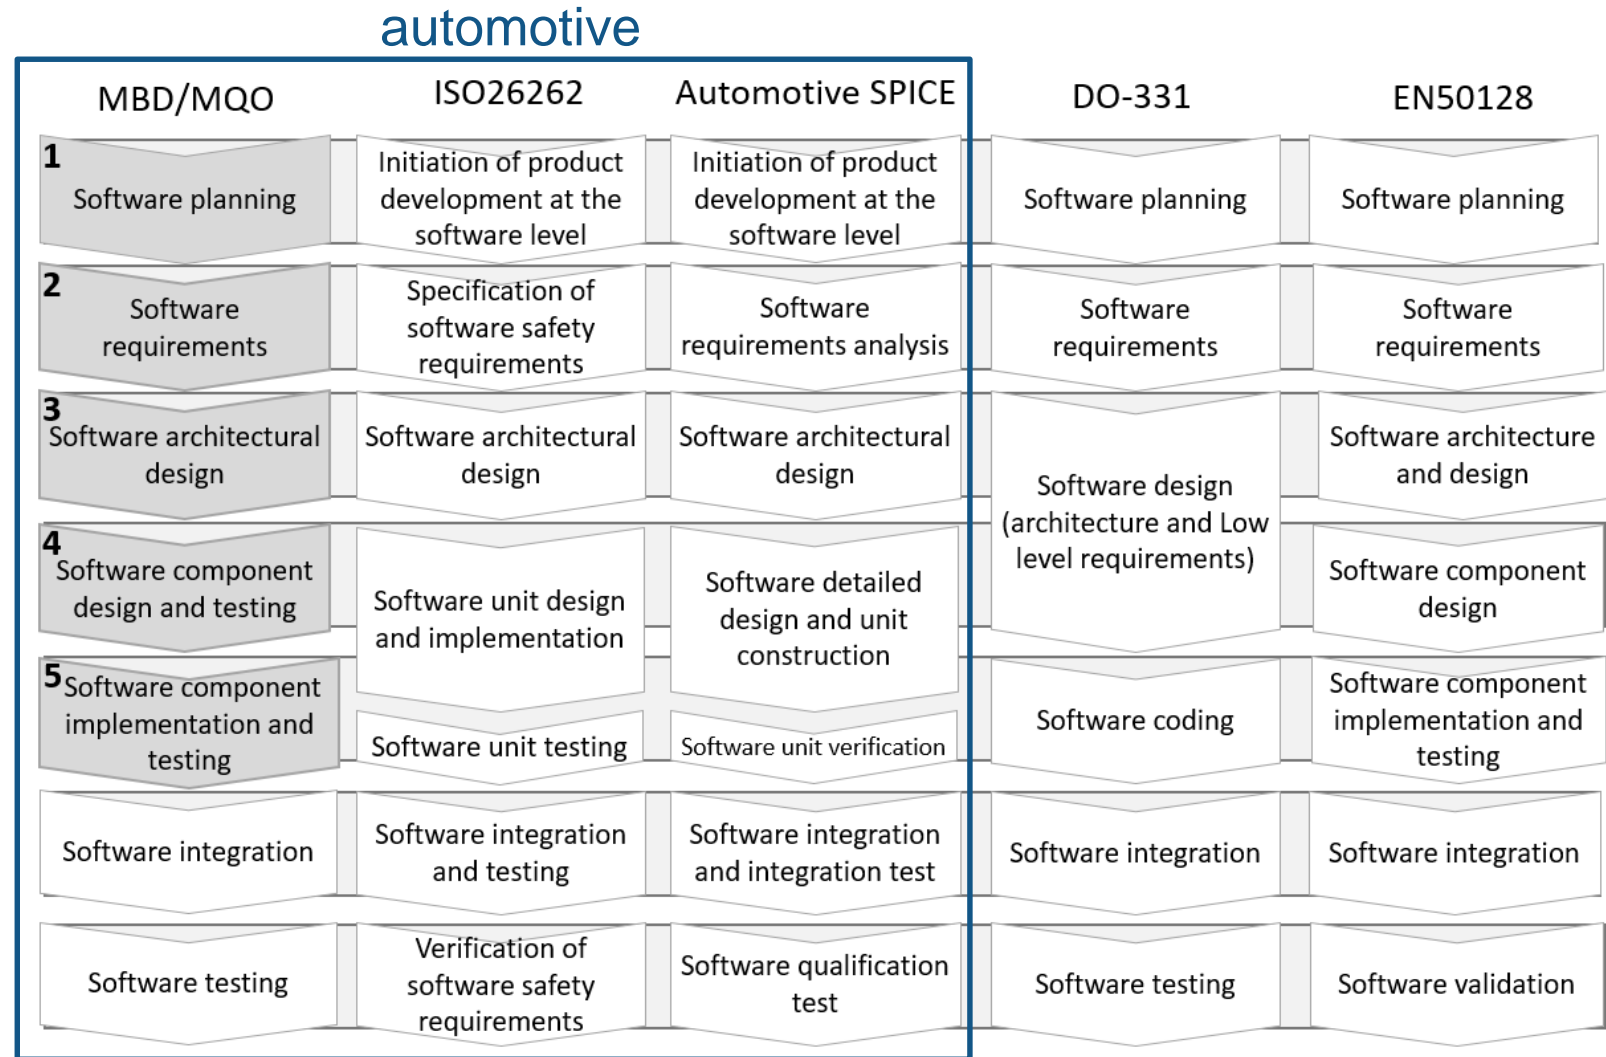 automotive
MBD/MQO
ISO26262
Automotive SPICE
DO-331
EN50128
1
Software planning
Initiation of product
development at the
software level
Initiation of product
development at the
software level
Software planning
Software planning
2
Software
requirements
Specification of
software safety
requirements
Software
requirements analysis
Software
requirements
Software
requirements
3
Software architectural
design
Software architectural
design
Software architectural
design
Software design
(architecture and Low
level requirements)
Software architecture
and design
4
Software component
design and testing
Software unit design
and implementation
Software detailed
design and unit
construction
Software component
design
5
Software component
implementation and
testing
Software unit testing
Software unit verification
Software coding
Software component
implementation and
testing
Software integration
Software integration
and testing
Software integration
and integration test
Software integration
Software integration
Software testing
Verification of
software safety
requirements
Software qualification
test
Software testing
Software validation